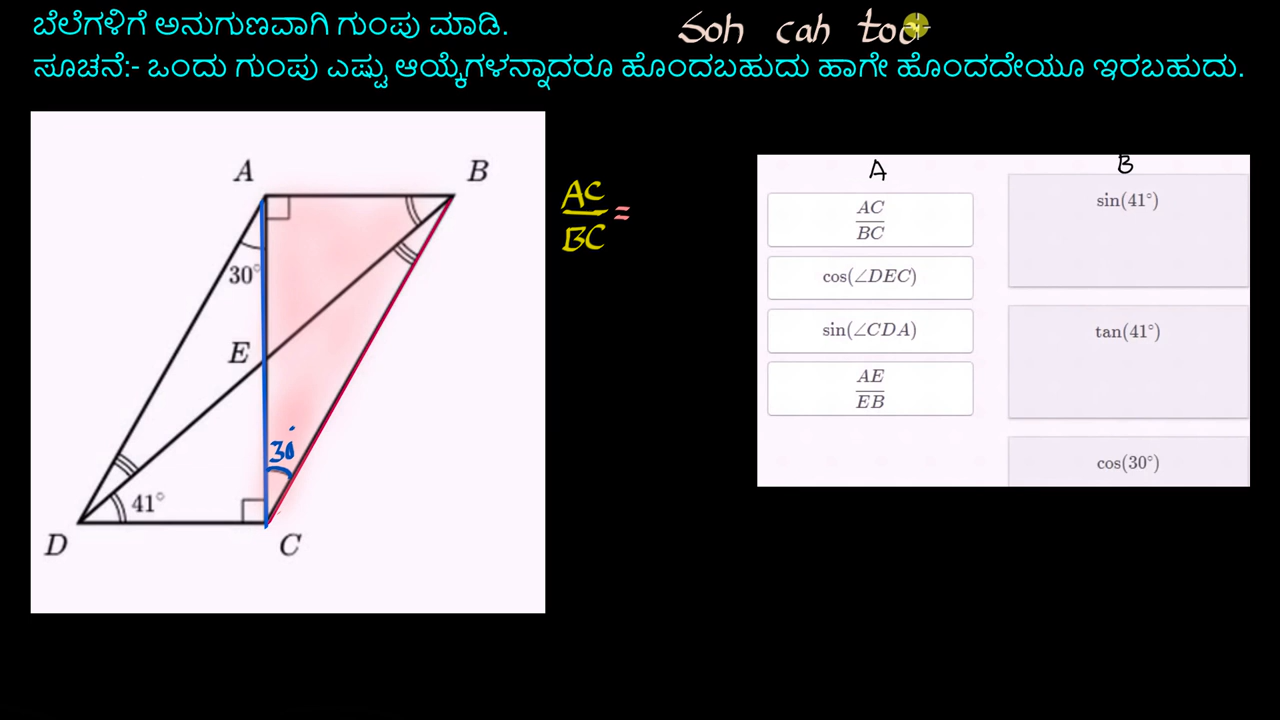 ಬೆಲೆಗಳಿಗೆ ಅನುಗುಣವಾಗಿ ಗುಂಪು ಮಾಡಿ.
Soh cah toa
ಸೂಚನೆ:- ಒಂದು ಗುಂಪು ಎಷ್ಟು ಆಯ್ಕೆಗಳನ್ನಾದರೂ ಹೊಂದಬಹುದು ಹಾಗೇ ಹೊಂದದೇಯೂ ಇರಬಹುದು.
A
B
30°
E
30°
41°
D
C
AC/BC =
A
AC/BC
cos(∠DEC)
sin(∠CDA)
AE/EB
B
sin(41°)
tan(41°)
cos(30°)